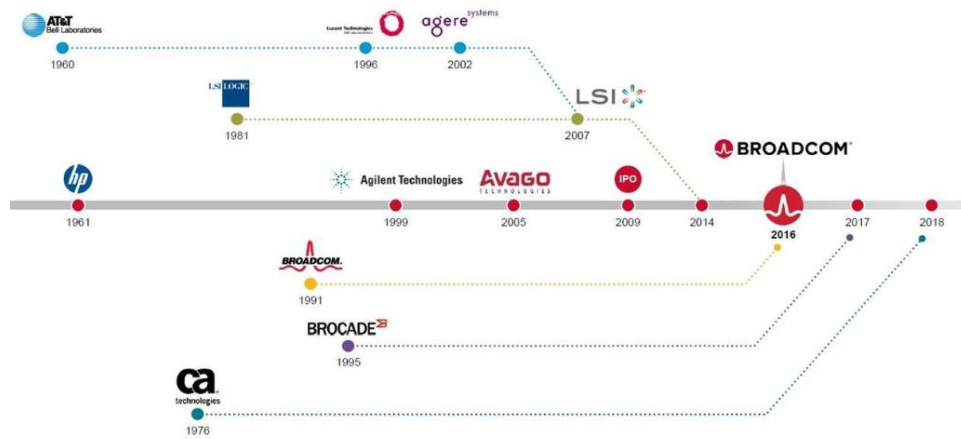 AT&T
Bell Laboratories
Lucent Technologies
agere systems
1960
1996
2002
LSI LOGIC
LSI
1981
2007
BROADCOM®
hp
Agilent Technologies
AVAGO
TECHNOLOGIES
IPO
1961
1999
2005
2009
2014
2016
2017
2018
BROADCOM.
1991
BROCADE
1995
ca
technologies
1976